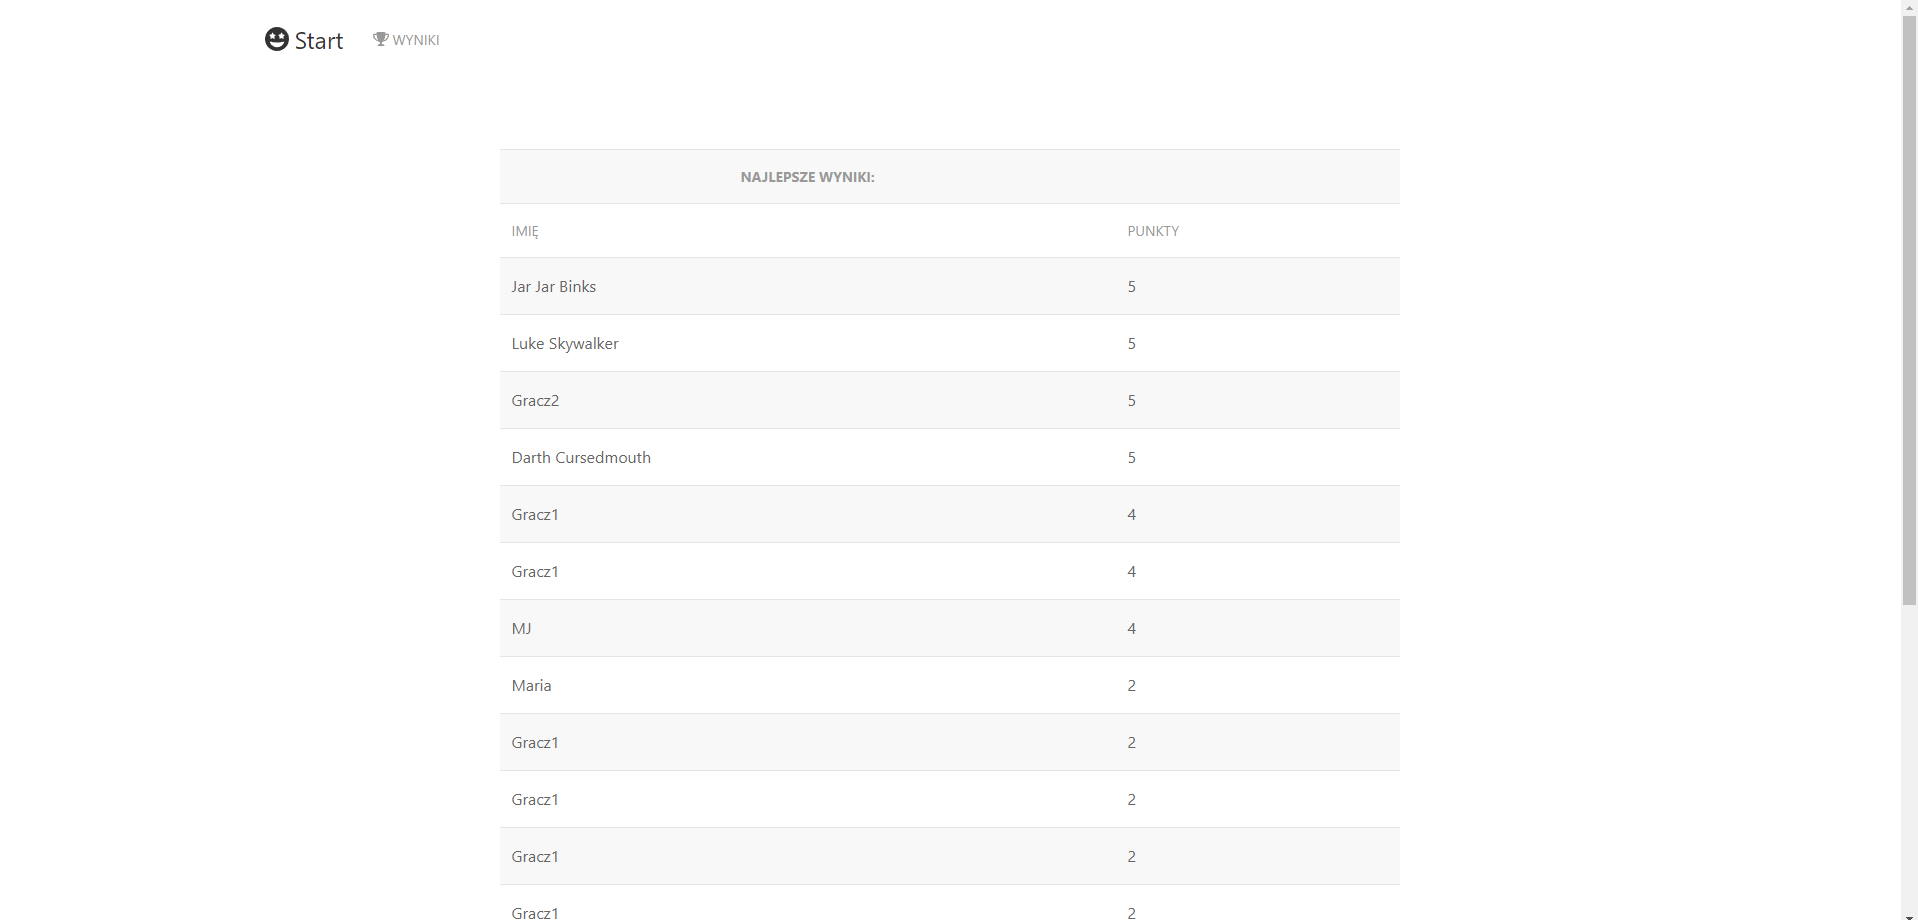 Start WYNIKI
NAJLEPSZE WYNIKI:
IMIĘ PUNKTY
Jar Jar Binks 5
Luke Skywalker 5
Gracz2 5
Darth Cursedmouth 5
Gracz1 4
Gracz1 4
MJ 4
Maria 2
Gracz1 2
Gracz1 2
Gracz1 2
Gracz1 2